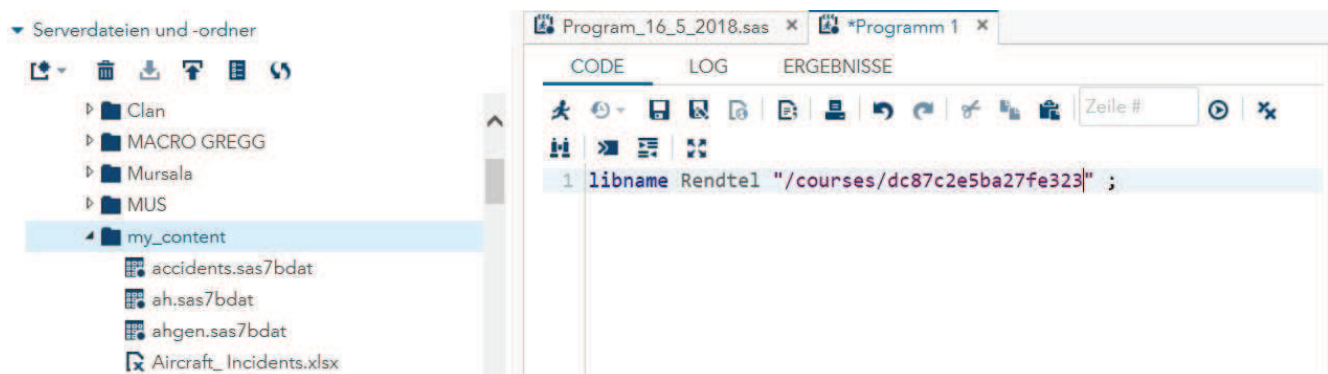 Serverdateien und -ordner
Clan
MACRO GREGG
Mursala
MUS
my_content
accidents.sas7bdat
ah.sas7bdat
ahgen.sas7bdat
Aircraft_ Incidents.xlsx
Program_16_5_2018.sas × *Programm 1 ×
CODE LOG ERGEBNISSE
Zeile #
1 libname Rendtel "/courses/dc87c2e5ba27fe323" ;